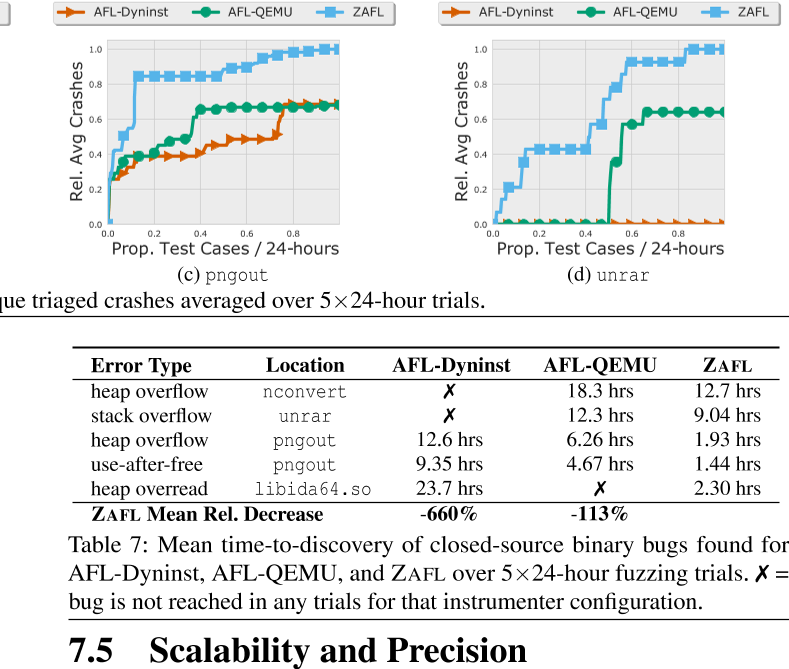 AFL-Dyninst AFL-QEMU ZAFL
Rel. Avg Crashes
1.0
0.8
0.6
0.4
0.2
0.0
0.0 0.2 0.4 0.6 0.8
Prop. Test Cases / 24-hours
(c) pngout
AFL-Dyninst AFL-QEMU ZAFL
Rel. Avg Crashes
1.0
0.8
0.6
0.4
0.2
0.0
0.0 0.2 0.4 0.6 0.8
Prop. Test Cases / 24-hours
(d) unrar
que triaged crashes averaged over 5×24-hour trials.
Error Type Location AFL-Dyninst AFL-QEMU ZAFL
heap overflow nconvert ✗ 18.3 hrs 12.7 hrs
stack overflow unrar ✗ 12.3 hrs 9.04 hrs
heap overflow pngout 12.6 hrs 6.26 hrs 1.93 hrs
use-after-free pngout 9.35 hrs 4.67 hrs 1.44 hrs
heap overread libida64.so 23.7 hrs ✗ 2.30 hrs
ZAFL Mean Rel. Decrease -660% -113%
Table 7: Mean time-to-discovery of closed-source binary bugs found for
AFL-Dyninst, AFL-QEMU, and ZAFL over 5×24-hour fuzzing trials. ✗ =
bug is not reached in any trials for that instrumenter configuration.
7.5 Scalability and Precision